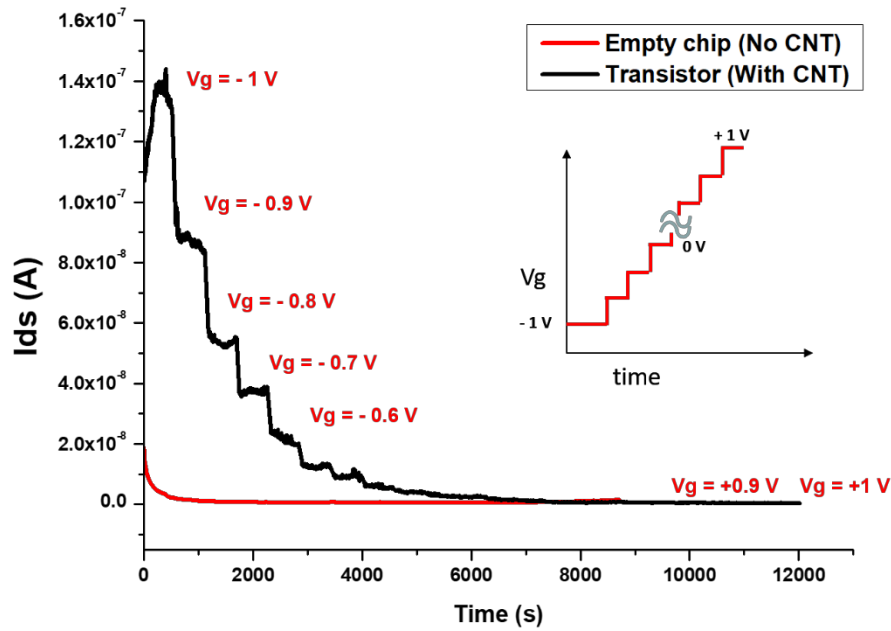 1.6x10⁻⁷
1.4x10⁻⁷
1.2x10⁻⁷
1.0x10⁻⁷
8.0x10⁻⁸
6.0x10⁻⁸
4.0x10⁻⁸
2.0x10⁻⁸
0.0
Ids (A)
0
2000
4000
6000
8000
10000
12000
Time (s)
Empty chip (No CNT)
Transistor (With CNT)
Vg = - 1 V
Vg = - 0.9 V
Vg = - 0.8 V
Vg = - 0.7 V
Vg = - 0.6 V
Vg = +0.9 V
Vg = +1 V
+ 1 V
0 V
Vg
- 1 V
time